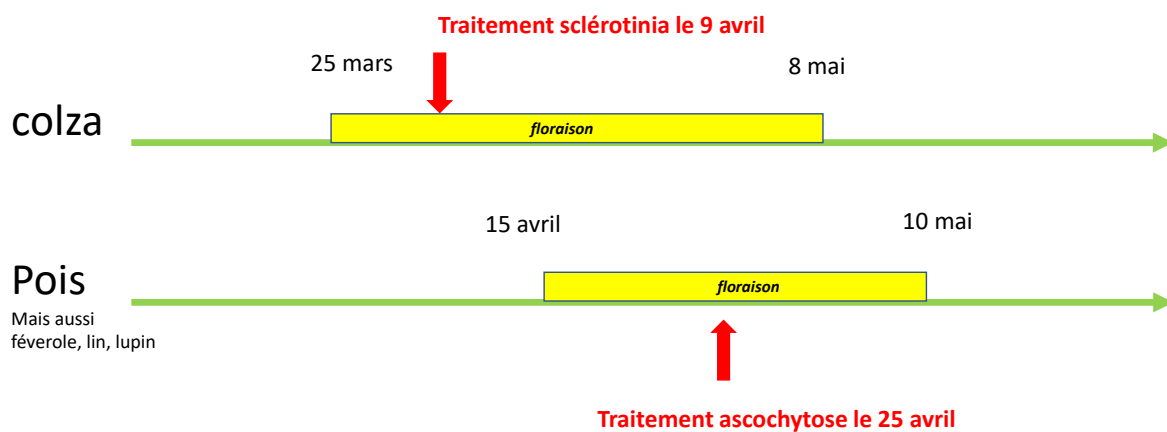 Traitement sclérotinia le 9 avril
25 mars
8 mai
colza
floraison
15 avril
10 mai
Pois
floraison
Mais aussi
féverole, lin, lupin
Traitement ascochytose le 25 avril